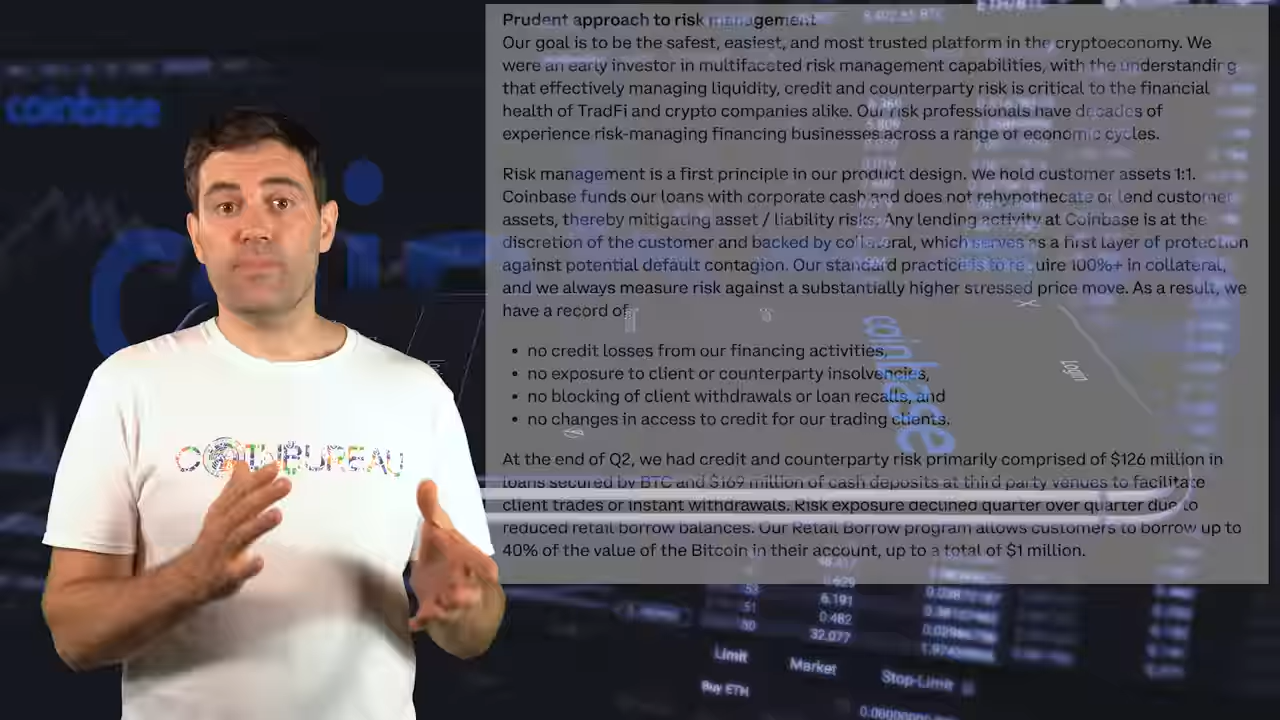 Prudent approach to risk management
Our goal is to be the safest, easiest, and most trusted platform in the cryptoeconomy. We
were an early investor in multifaceted risk management capabilities, with the understanding
that effectively managing liquidity, credit and counterparty risk is critical to the financial
health of TradFi and crypto companies alike. Our risk professionals have decades of
experience risk-managing financing businesses across a range of economic cycles.
Risk management is a first principle in our product design. We hold customer assets 1:1.
Coinbase funds our loans with corporate cash and does not rehypothecate or lend customer
assets, thereby mitigating asset / liability risks. Any lending activity at Coinbase is at the
discretion of the customer and backed by collateral, which serves as a first layer of protection
against potential default contagion. Our standard practice is to require 100%+ in collateral,
and we always measure risk against a substantially higher stressed price move. As a result, we
have a record of
• no credit losses from our financing activities,
• no exposure to client or counterparty insolvencies,
• no blocking of client withdrawals or loan recalls, and
• no changes in access to credit for our trading clients.
At the end of Q2, we had credit and counterparty risk primarily comprised of $126 million in
loans secured by BTC and $169 million of cash deposits at third party venues to facilitate
client trades or instant withdrawals. Risk exposure declined quarter over quarter due to
reduced retail borrow balances. Our Retail Borrow program allows customers to borrow up to
40% of the value of the Bitcoin in their account, up to a total of $1 million.
coinbase
COINBUREAU
coinbase
Login
6.191
0.482
32.077
Limit
Market
Stop-Limit
Buy ETH